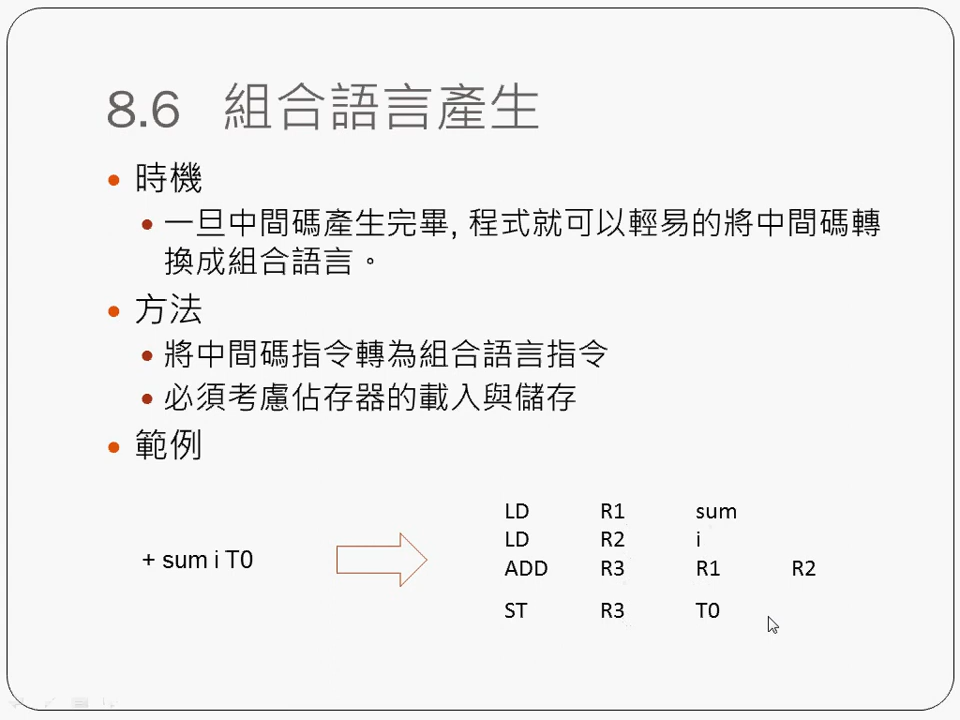 8.6 組合語言產生
時機
一旦中間碼產生完畢, 程式就可以輕易的將中間碼轉
換成組合語言。
方法
將中間碼指令轉為組合語言指令
必須考慮佔存器的載入與儲存
範例
+ sum i T0
LD R1 sum
LD R2 i
ADD R3 R1 R2
ST R3 T0